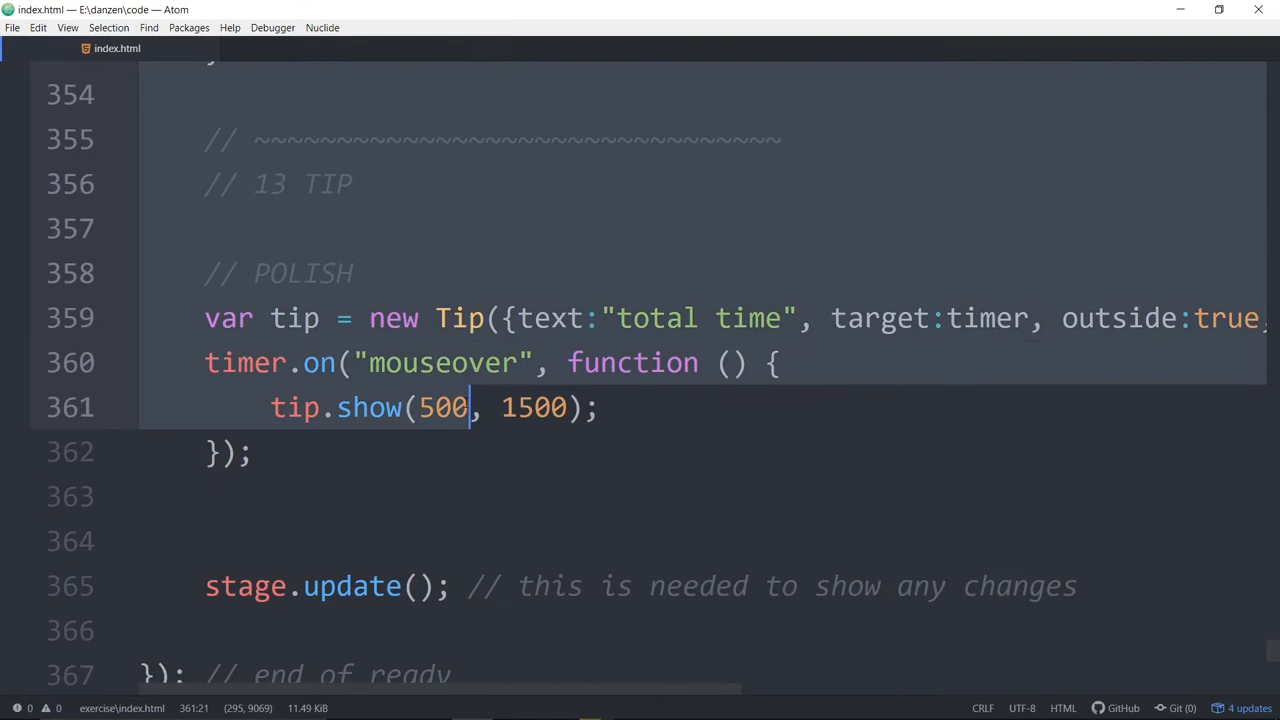 index.html — E:\danzen\code — Atom
File Edit View Selection Find Packages Help Debugger Nuclide
index.html
354
355 // ~~~~~~~~~~~~~~~~~~~~~~~~~~~~~~~~
356 // 13 TIP
357
358 // POLISH
359 var tip = new Tip({text:"total time", target:timer, outside:true,
360 timer.on("mouseover", function () {
361 tip.show(500, 1500);
362 });
363
364
365 stage.update(); // this is needed to show any changes
366
367 }); // end of ready
0 0 exercise\index.html 361:21 (295, 9069) 11.49 KiB CRLF UTF-8 HTML GitHub Git (0) 4 updates